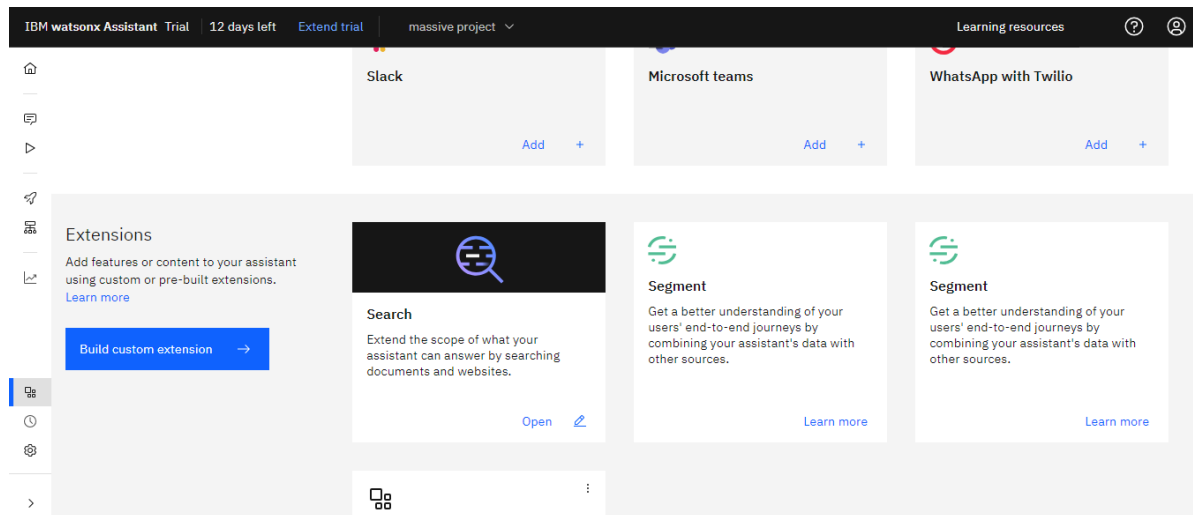 IBM watsonx Assistant Trial 12 days left Extend trial massive project Learning resources
Slack
Add +
Microsoft teams
Add +
WhatsApp with Twilio
Add +
Extensions
Add features or content to your assistant
using custom or pre-built extensions.
Learn more
Build custom extension →
Search
Extend the scope of what your
assistant can answer by searching
documents and websites.
Open
Segment
Get a better understanding of your
users' end-to-end journeys by
combining your assistant's data with
other sources.
Learn more
Segment
Get a better understanding of your
users' end-to-end journeys by
combining your assistant's data with
other sources.
Learn more